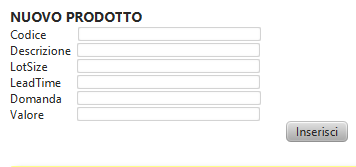 NUOVO PRODOTTO
Codice
Descrizione
LotSize
LeadTime
Domanda
Valore
Inserisci